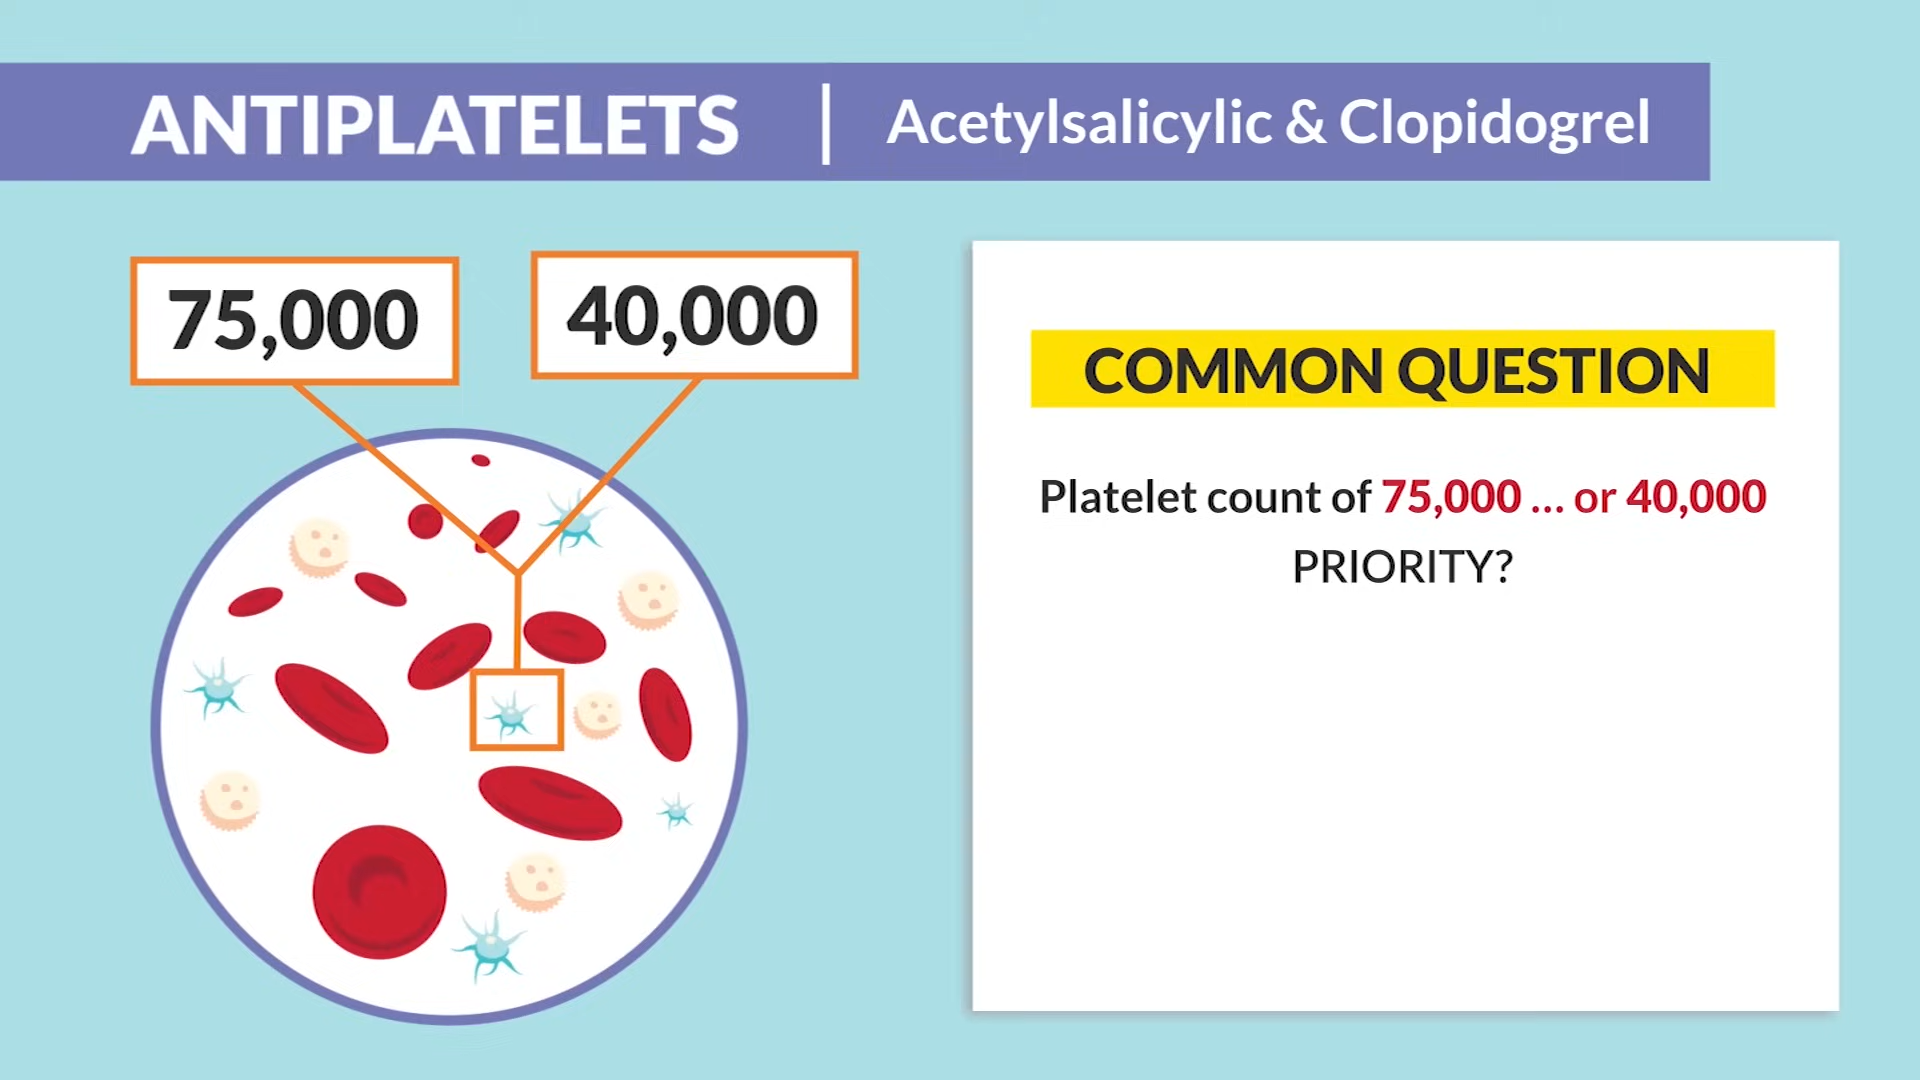 ANTIPLATELETS | Acetylsalicylic & Clopidogrel
75,000
40,000
COMMON QUESTION
Platelet count of 75,000 ... or 40,000
PRIORITY?